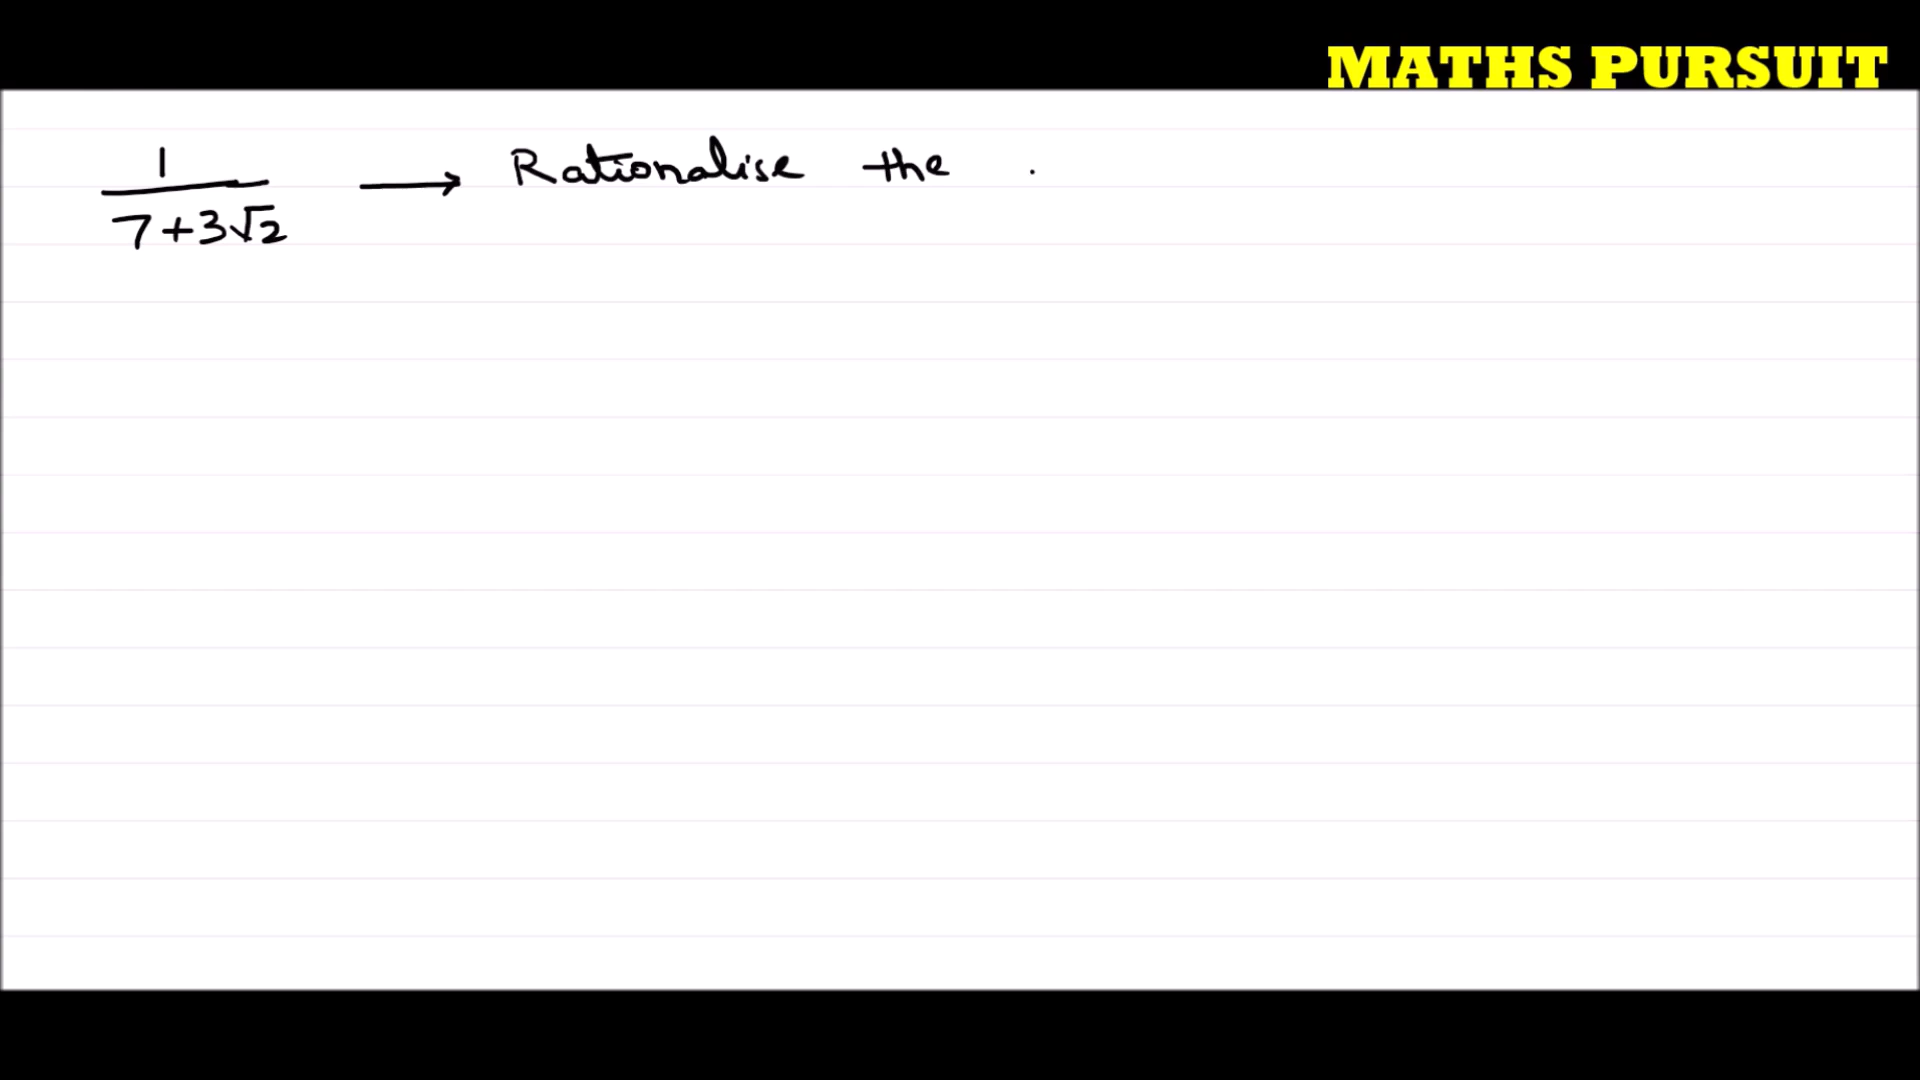 MATHS PURSUIT
1/(7+3√2) → Rationalise the .